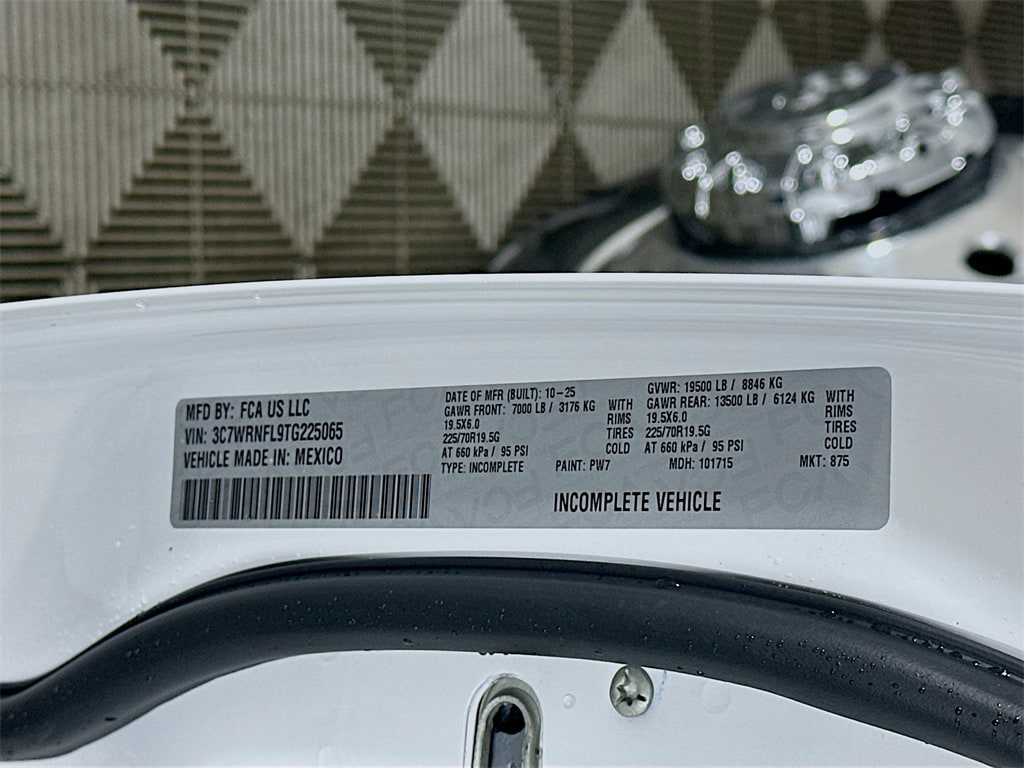 MFD BY: FCA US LLC
VIN: 3C7WRNFL9TG225065
VEHICLE MADE IN: MEXICO
DATE OF MFR (BUILT): 10-25
GAWR FRONT: 7000 LB / 3176 KG
19.5X6.0
225/70R19.5G
AT 660 kPa / 95 PSI
WITH
RIMS
TIRES
COLD
TYPE: INCOMPLETE
GVWR: 19500 LB / 8846 KG
GAWR REAR: 13500 LB / 6124 KG
19.5X6.0
225/70R19.5G
AT 660 kPa / 95 PSI
WITH
RIMS
TIRES
COLD
PAINT: PW7
MDH: 101715
MKT: 875
INCOMPLETE VEHICLE